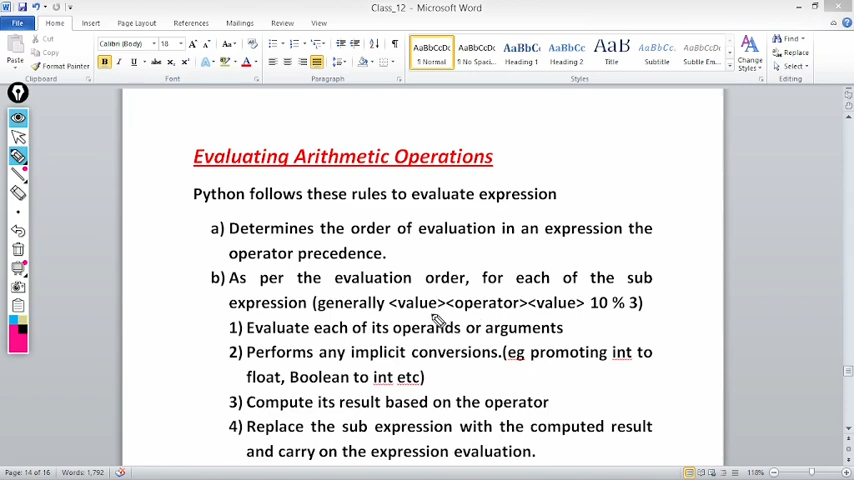 Class_12 - Microsoft Word
File Home Insert Page Layout References Mailings Review View
Paste Cut Copy Format Painter
Calibri (Body) 18
AaBbCcDc AaBbCcDc AaBbC AaBbCc AaB AaBbCc. AaBbCcDc
¶ Normal ¶ No Spaci... Heading 1 Heading 2 Title Subtitle Subtle Em...
Change Styles
Find Replace Select
Clipboard Font Paragraph Styles Editing
Evaluating Arithmetic Operations
Python follows these rules to evaluate expression
a) Determines the order of evaluation in an expression the
operator precedence.
b) As per the evaluation order, for each of the sub
expression (generally <value><operator><value> 10 % 3)
1) Evaluate each of its operands or arguments
2) Performs any implicit conversions.(eg promoting int to
float, Boolean to int etc)
3) Compute its result based on the operator
4) Replace the sub expression with the computed result
and carry on the expression evaluation.
Page: 14 of 16 Words: 1,792 118%